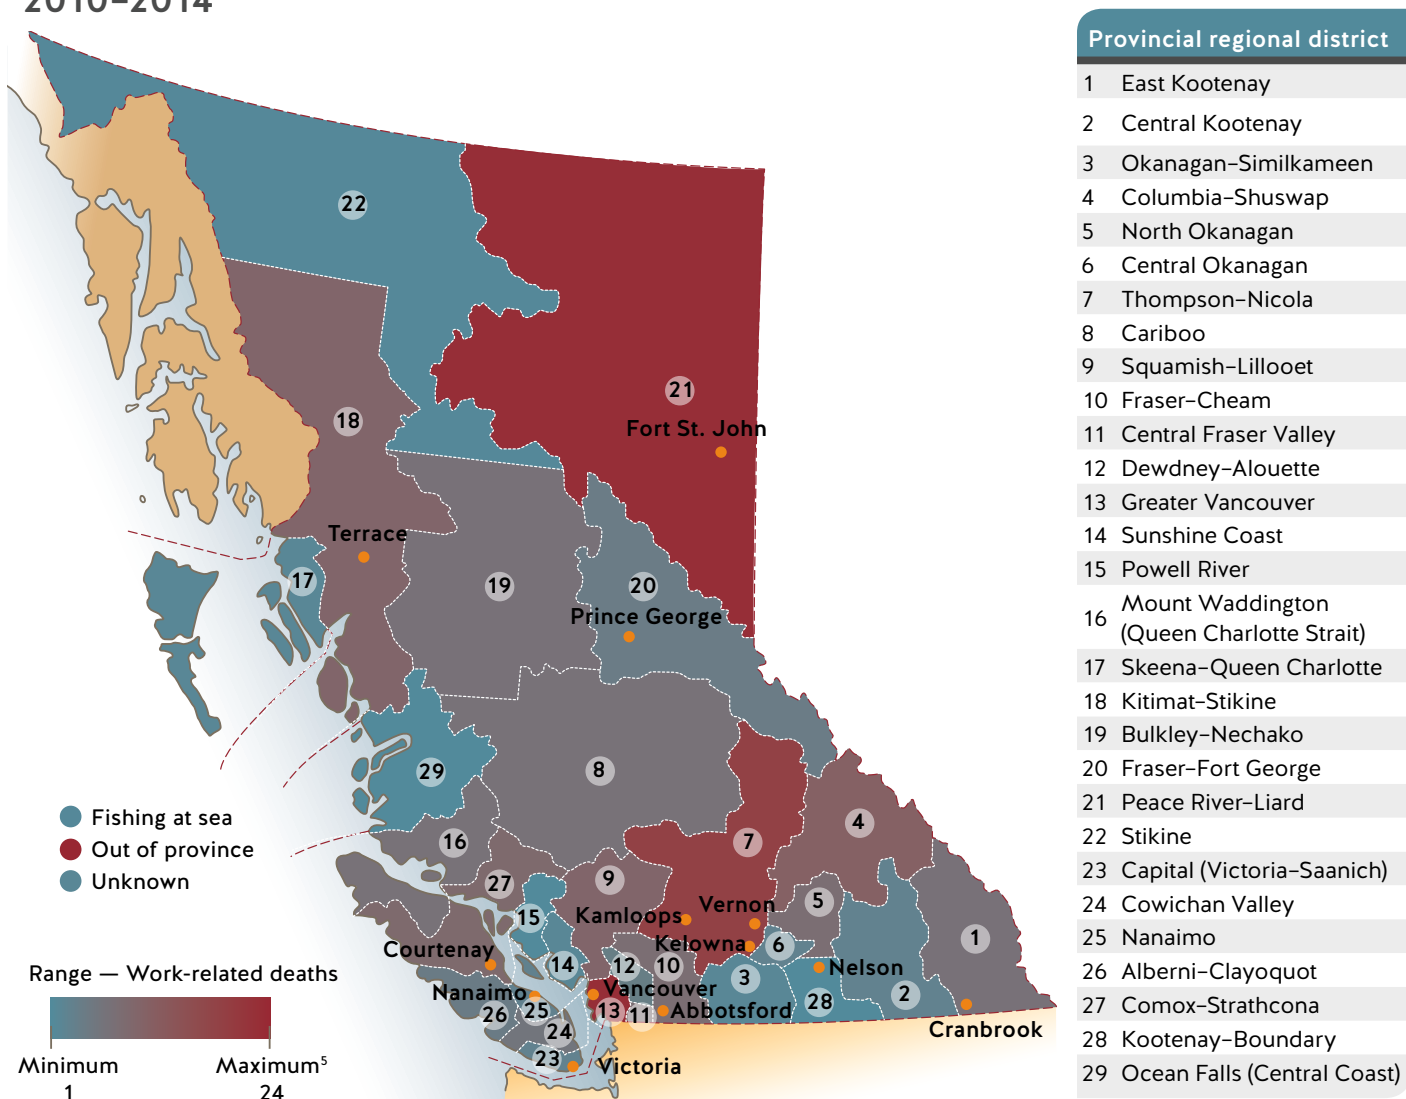 2010–2014
Provincial regional district
1 East Kootenay
2 Central Kootenay
3 Okanagan–Similkameen
4 Columbia–Shuswap
5 North Okanagan
6 Central Okanagan
7 Thompson–Nicola
8 Cariboo
9 Squamish–Lillooet
10 Fraser–Cheam
11 Central Fraser Valley
12 Dewdney–Alouette
13 Greater Vancouver
14 Sunshine Coast
15 Powell River
16 Mount Waddington
(Queen Charlotte Strait)
17 Skeena–Queen Charlotte
18 Kitimat–Stikine
19 Bulkley–Nechako
20 Fraser–Fort George
21 Peace River–Liard
22 Stikine
23 Capital (Victoria–Saanich)
24 Cowichan Valley
25 Nanaimo
26 Alberni–Clayoquot
27 Comox–Strathcona
28 Kootenay–Boundary
29 Ocean Falls (Central Coast)
22
21
Fort St. John
18
Terrace
17
19
20
Prince George
29
8
7
4
16
27
9
5
15
Kamloops
Vernon
1
Courtenay
Kelowna
6
14
12
10
3
Nelson
2
Nanaimo
Vancouver
28
26
25
13
11
Abbotsford
24
Cranbrook
23
Victoria
Fishing at sea
Out of province
Unknown
Range — Work-related deaths
Minimum
1
Maximum⁵
24